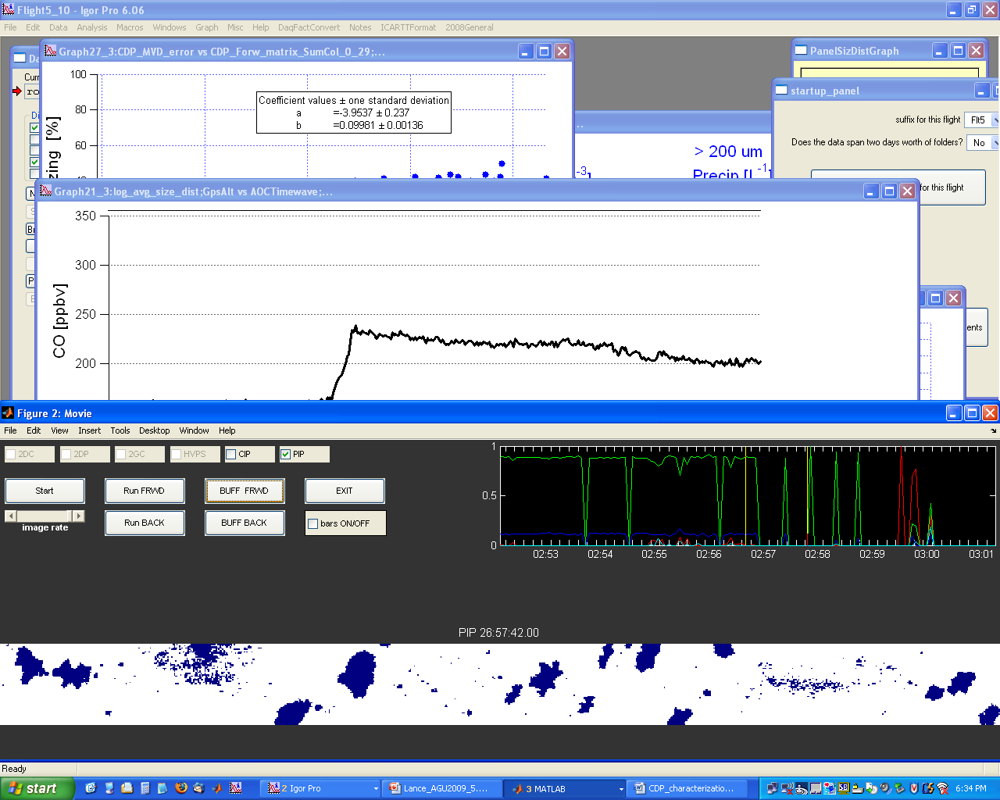 Flight5_10 - Igor Pro 6.06
File Edit Data Analysis Macros Windows Graph Misc Help DaqFactConvert Notes ICARTTFormat 2008General
Graph27_3:CDP_MVD_error vs CDP_Forw_matrix_SumCol_0_29;...
PanelSizDistGraph
startup_panel
100
80
60
Coefficient values ± one standard deviation
a =-3.9537 ± 0.237
b =0.09981 ± 0.00136
suffix for this flight Flt5
Does the data span two days worth of folders? No
> 200 um
Precip [L-1
for this flight
Graph21_3:log_avg_size_dist;GpsAlt vs AOCTimewave;...
350
300
250
200
CO [ppbv]
ents
Figure 2: Movie
File Edit View Insert Tools Desktop Window Help
2DC 2DP 2GC HVPS CIP PIP
Start Run FRWD BUFF FRWD EXIT
Run BACK BUFF BACK bars ON/OFF
image rate
1
0.5
0
02:53 02:54 02:55 02:56 02:57 02:58 02:59 03:00 03:01
PIP 26:57:42.00
Ready
start 2 Igor Pro Lance_AGU2009_5.... 3 MATLAB CDP_characterizatio... 6:34 PM